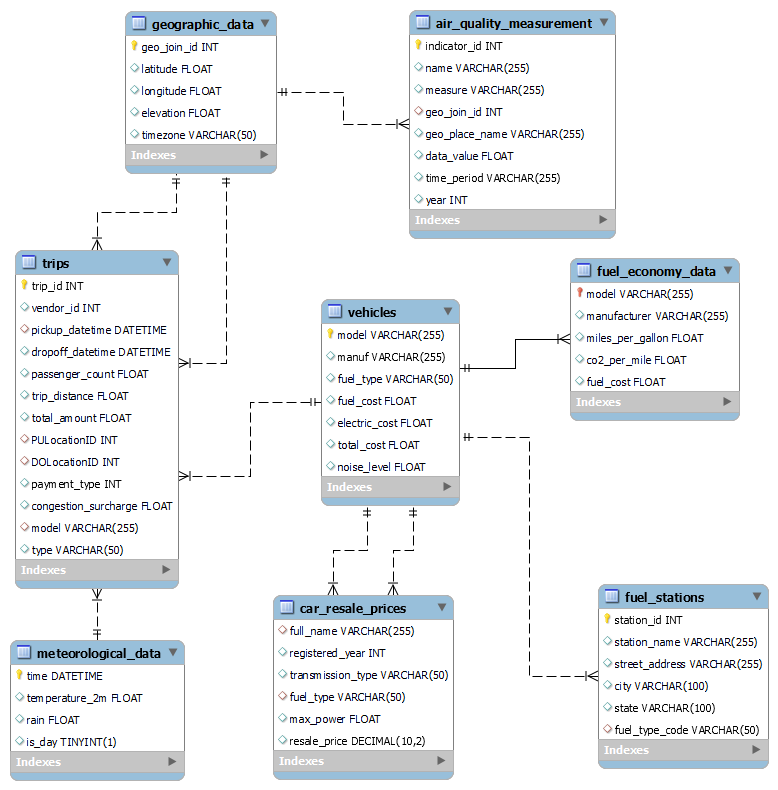 geographic_data
geo_join_id INT
latitude FLOAT
longitude FLOAT
elevation FLOAT
timezone VARCHAR(50)
Indexes
air_quality_measurement
indicator_id INT
name VARCHAR(255)
measure VARCHAR(255)
geo_join_id INT
geo_place_name VARCHAR(255)
data_value FLOAT
time_period VARCHAR(255)
year INT
Indexes
trips
trip_id INT
vendor_id INT
pickup_datetime DATETIME
dropoff_datetime DATETIME
passenger_count FLOAT
trip_distance FLOAT
total_amount FLOAT
PULocationID INT
DOLocationID INT
payment_type INT
congestion_surcharge FLOAT
model VARCHAR(255)
type VARCHAR(50)
Indexes
vehicles
model VARCHAR(255)
manuf VARCHAR(255)
fuel_type VARCHAR(50)
fuel_cost FLOAT
electric_cost FLOAT
total_cost FLOAT
noise_level FLOAT
Indexes
fuel_economy_data
model VARCHAR(255)
manufacturer VARCHAR(255)
miles_per_gallon FLOAT
co2_per_mile FLOAT
fuel_cost FLOAT
Indexes
meteorological_data
time DATETIME
temperature_2m FLOAT
rain FLOAT
is_day TINYINT(1)
Indexes
car_resale_prices
full_name VARCHAR(255)
registered_year INT
transmission_type VARCHAR(50)
fuel_type VARCHAR(50)
max_power FLOAT
resale_price DECIMAL(10,2)
Indexes
fuel_stations
station_id INT
station_name VARCHAR(255)
street_address VARCHAR(255)
city VARCHAR(100)
state VARCHAR(100)
fuel_type_code VARCHAR(50)
Indexes